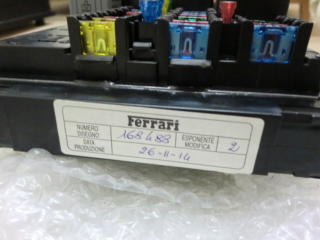 Ferrari
NUMERO DISEGNO 168488 ESPONENTE MODIFICA 2
DATA PRODUZIONE 26-11-14